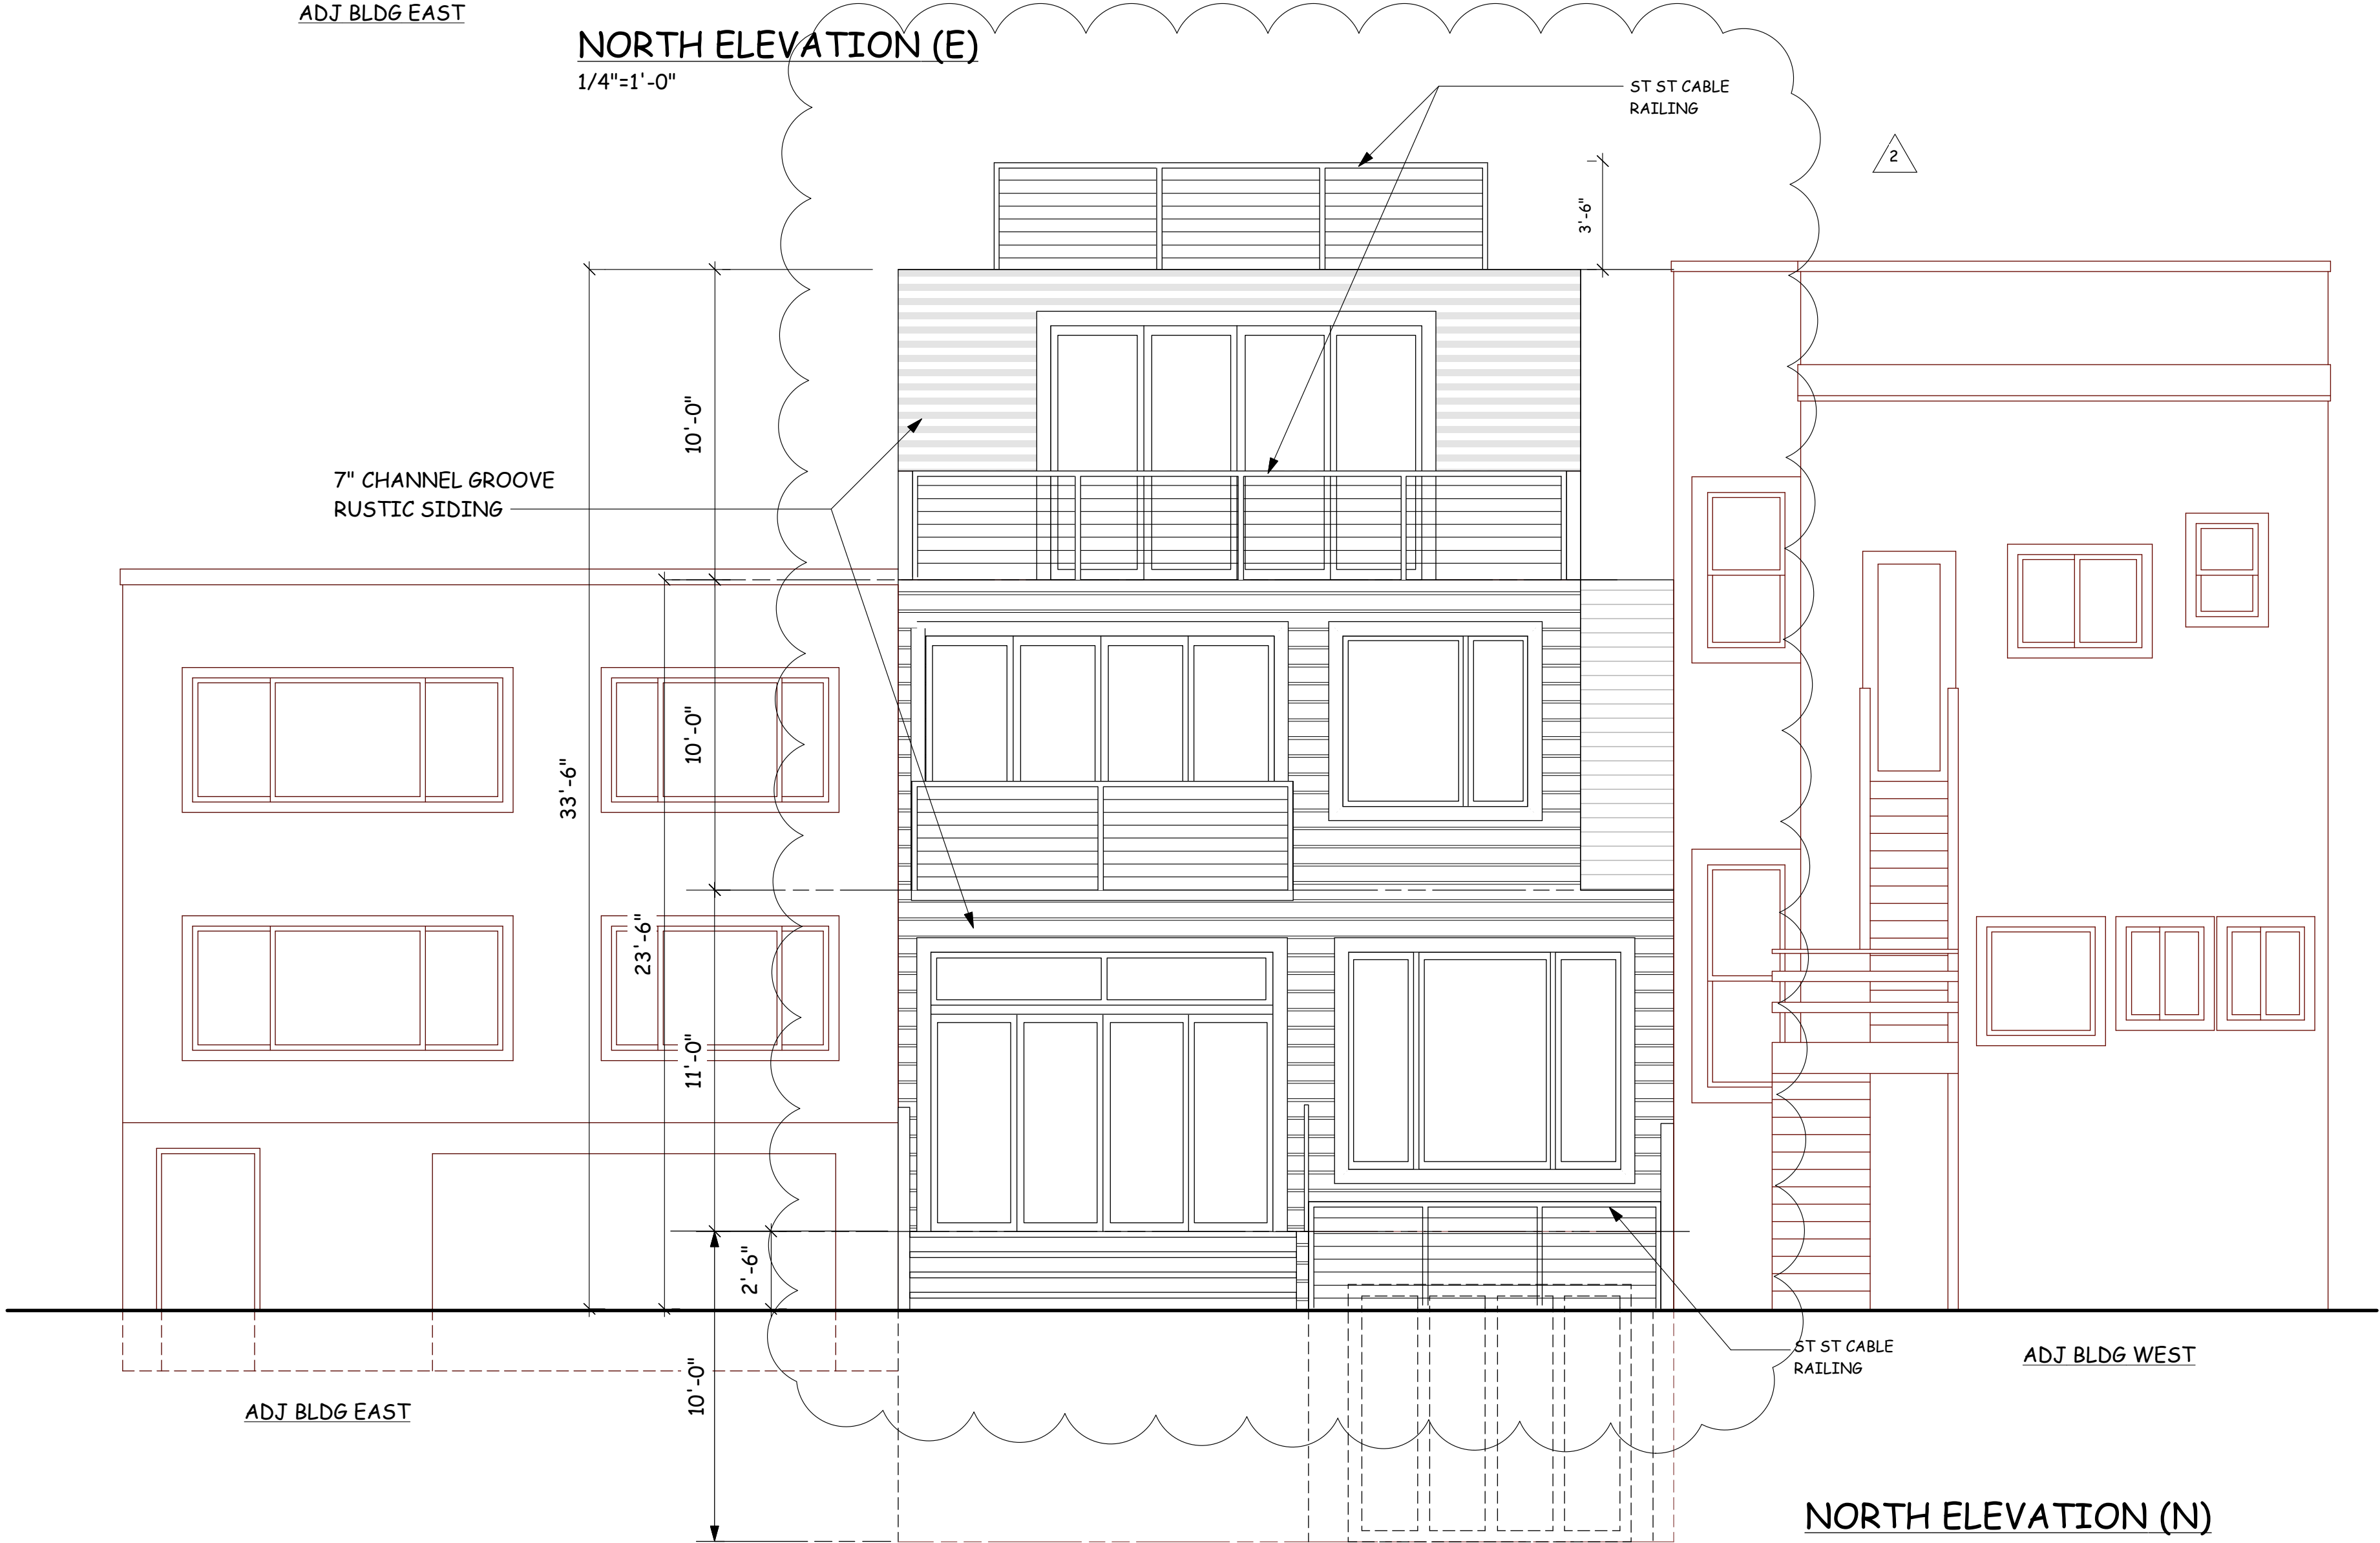 ADJ BLDG EAST
NORTH ELEVATION (E)
1/4"=1'-0"
ST ST CABLE
RAILING
2
3'-6"
10'-0"
7" CHANNEL GROOVE
RUSTIC SIDING
10'-0"
33'-6"
23'-6"
11'-0"
2'-6"
10'-0"
ST ST CABLE
RAILING
ADJ BLDG WEST
ADJ BLDG EAST
NORTH ELEVATION (N)